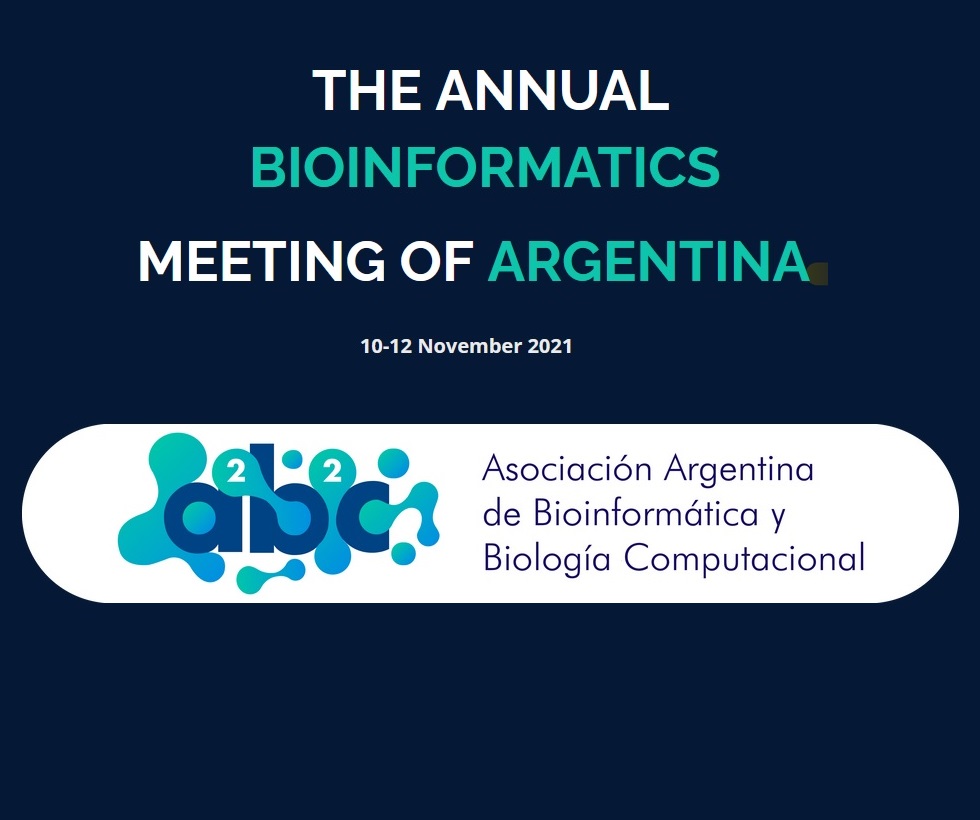 THE ANNUAL
BIOINFORMATICS
MEETING OF ARGENTINA
10-12 November 2021
a2b2c
Asociación Argentina
de Bioinformática y
Biología Computacional